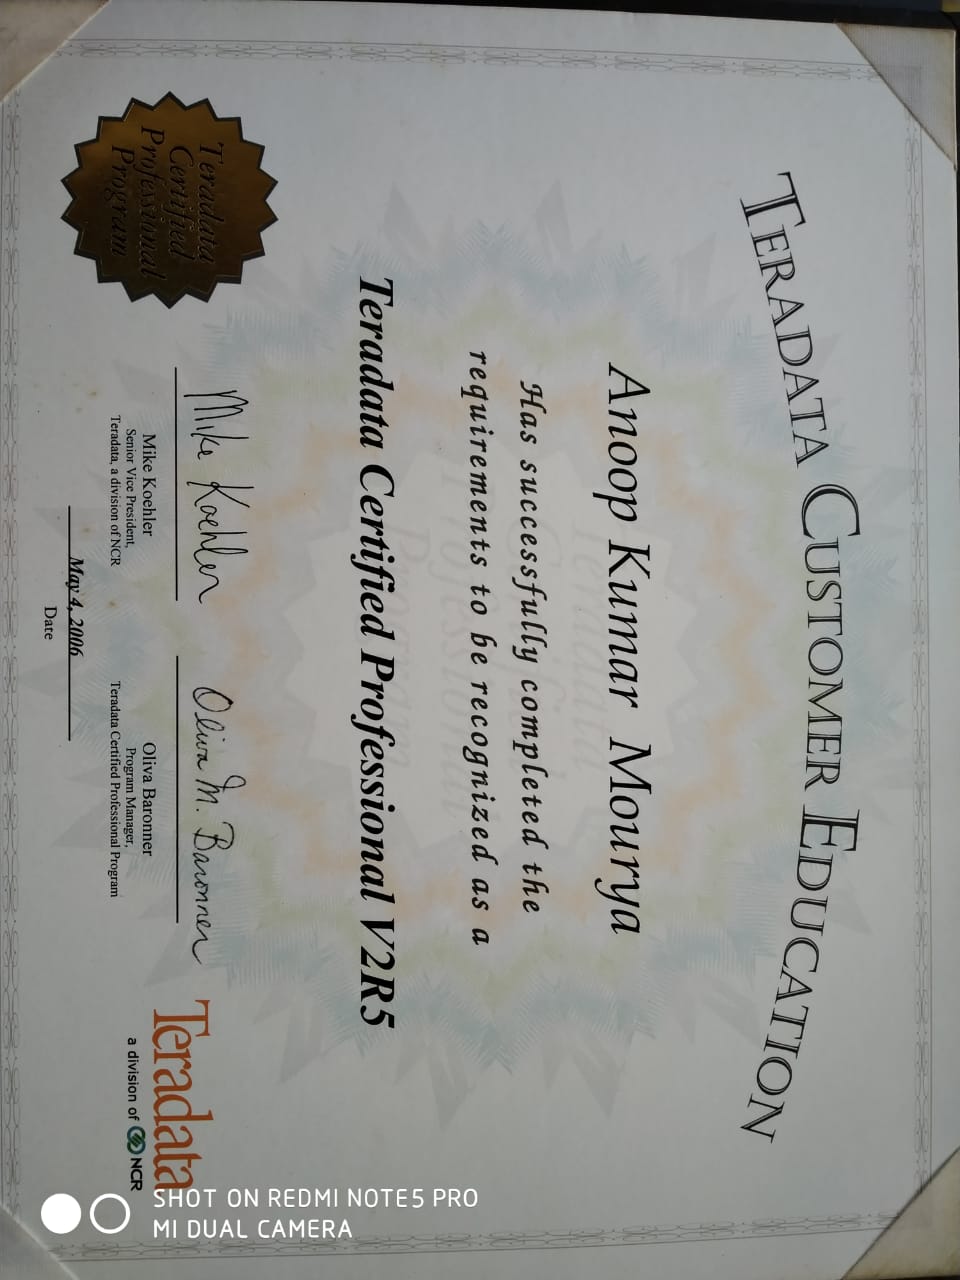 TERADATA CUSTOMER EDUCATION
Anoop Kumar Mourya
Has successfully completed the
requirements to be recognized as a
Teradata Certified Professional V2R5
Teradata
Certified
Professional
Program
Mike Koehler
Mike Koehler
Senior Vice President,
Teradata, a division of NCR
Oliva M. Baronner
Oliva Baronner
Program Manager,
Teradata Certified Professional Program
May 4, 2006
Date
Teradata
a division of NCR
SHOT ON REDMI NOTE5 PRO
MI DUAL CAMERA